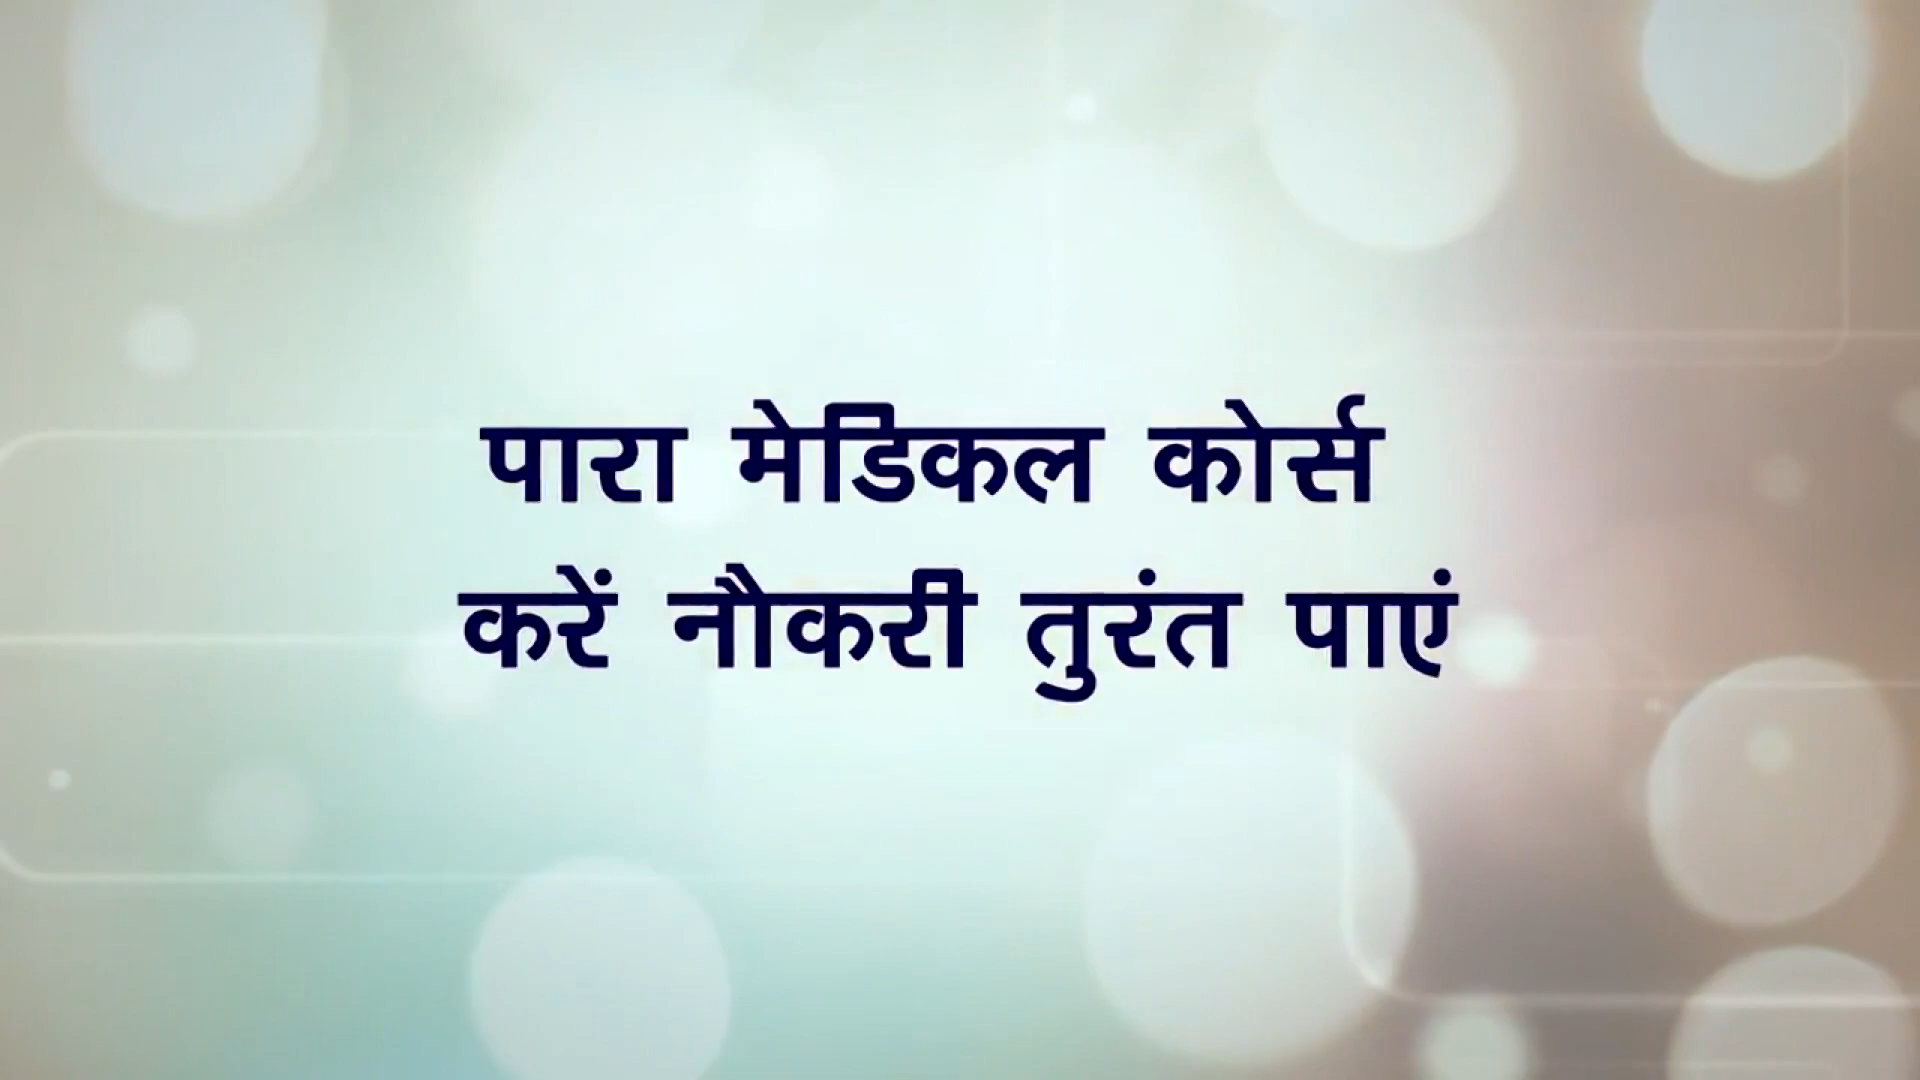 पारा मेडिकल कोर्स
करें नौकरी तुरंत पाएं